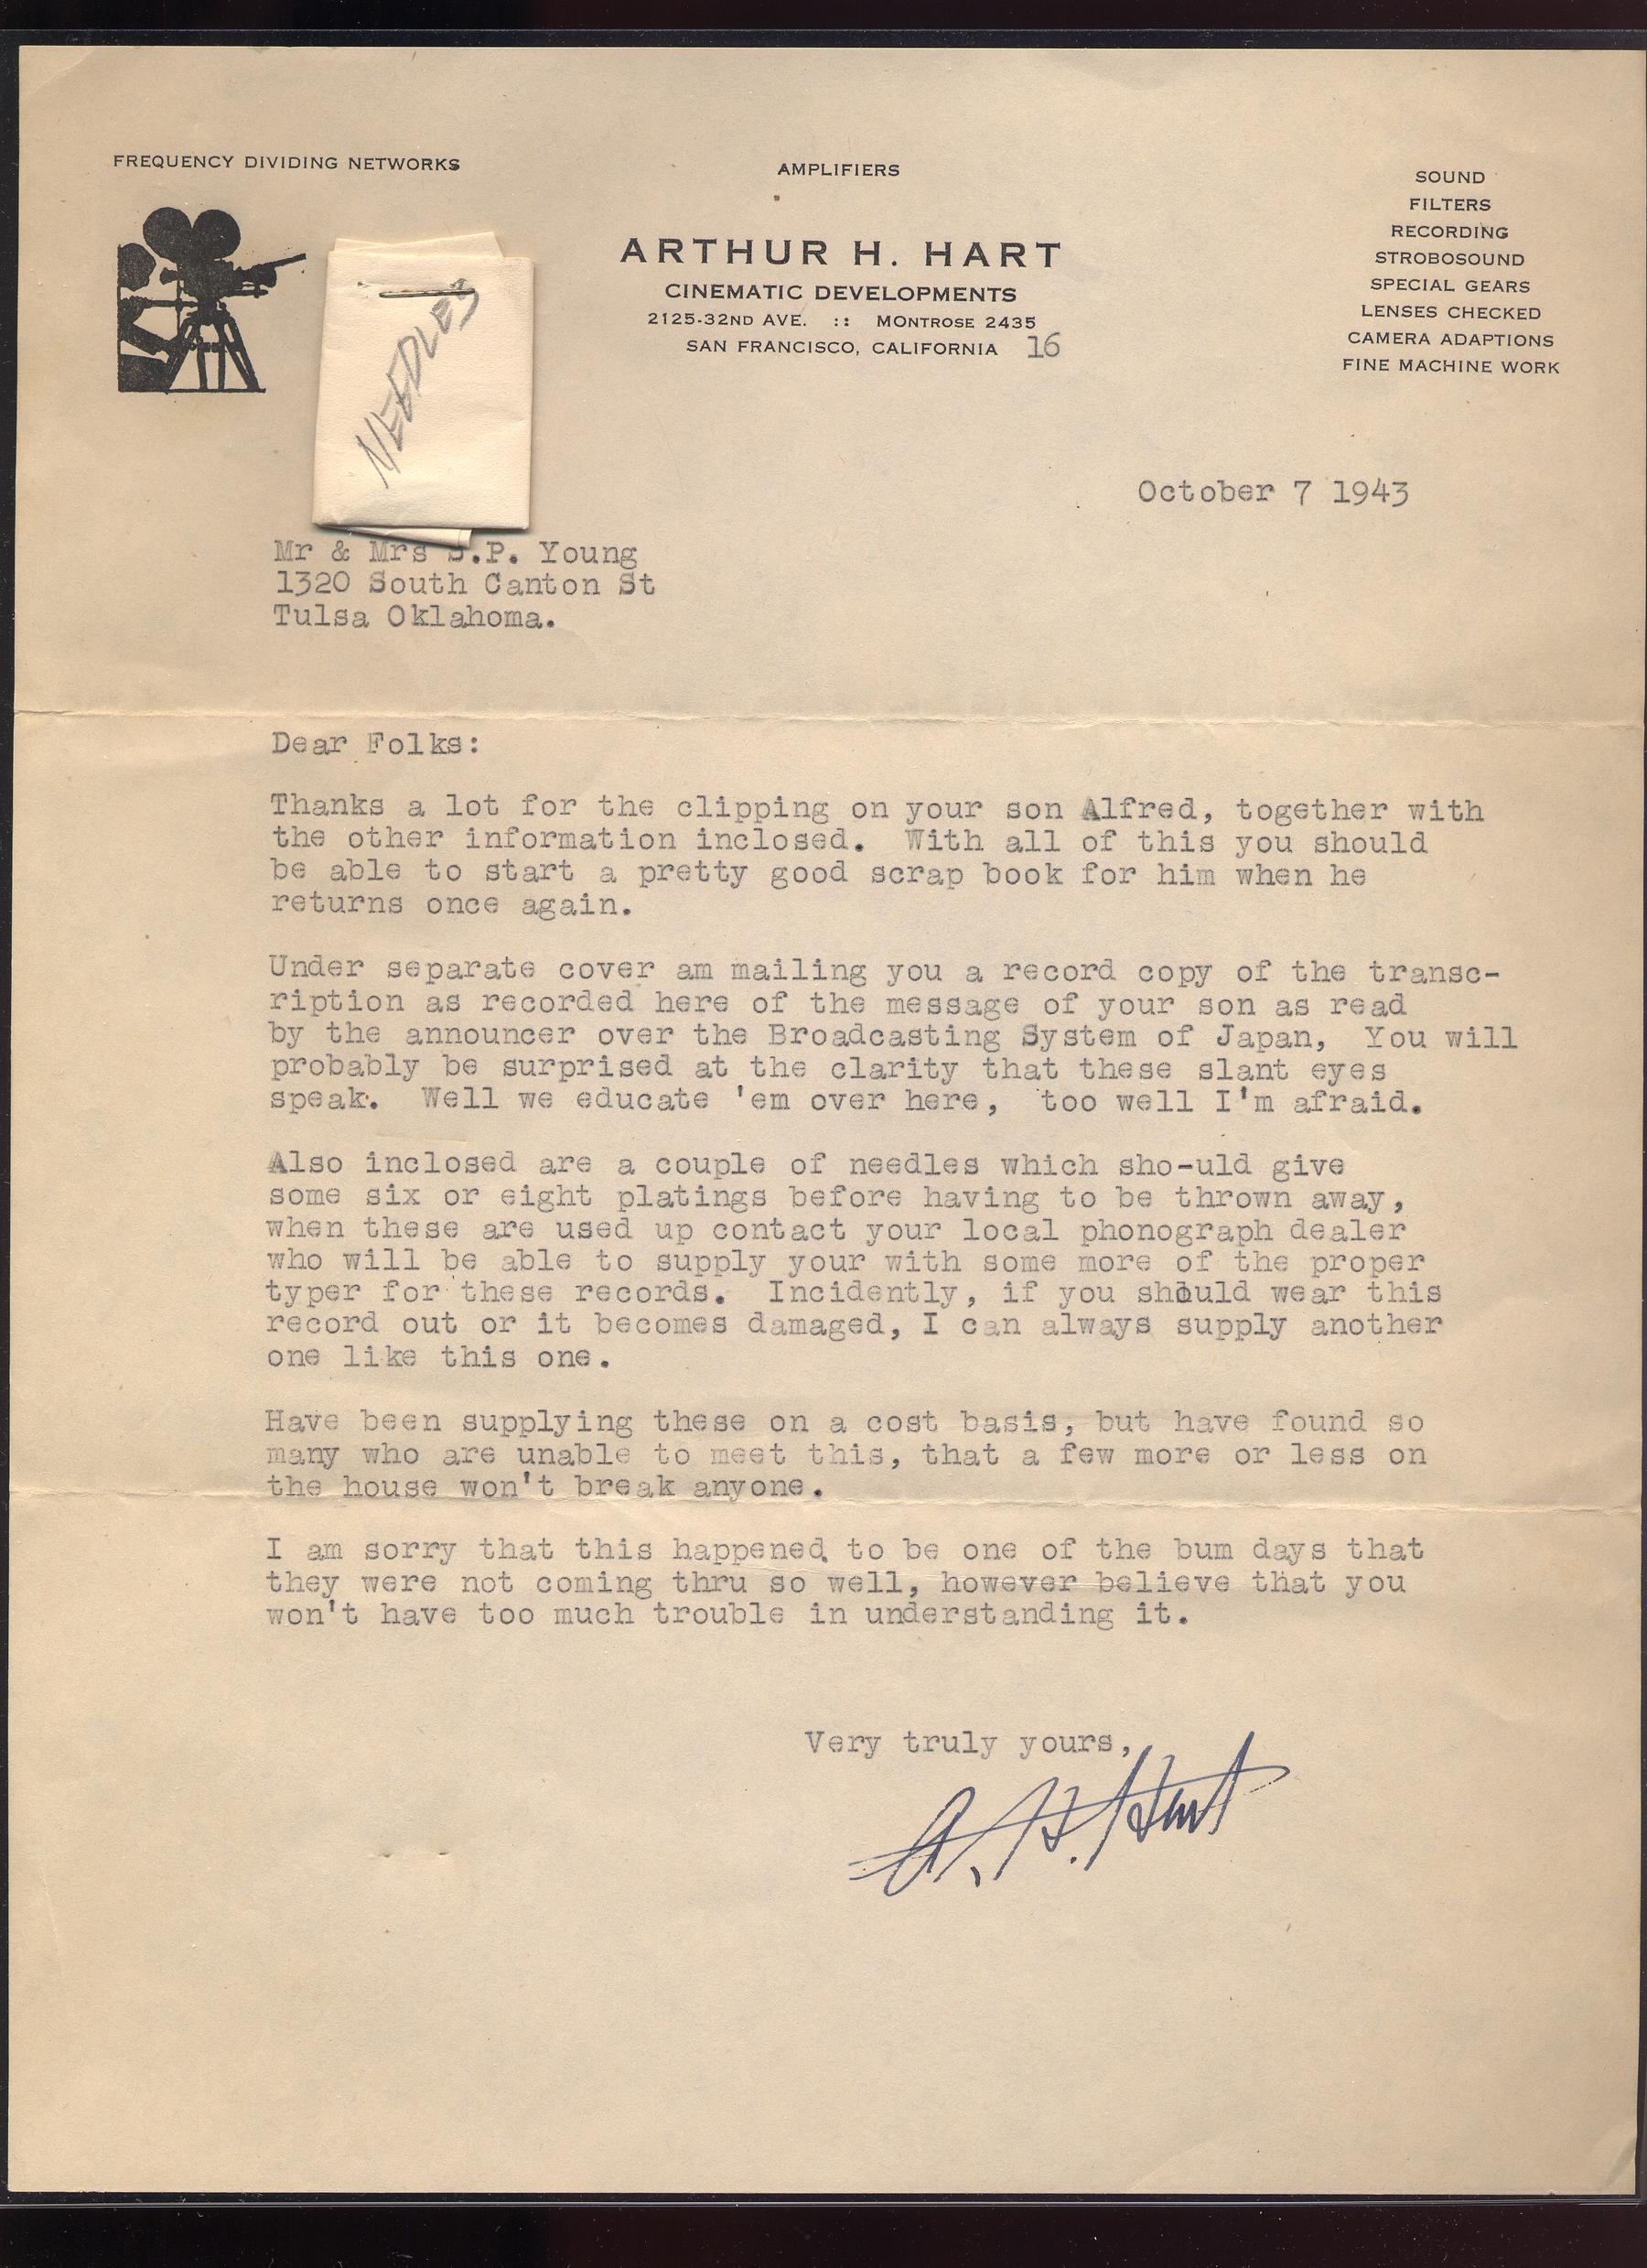 FREQUENCY DIVIDING NETWORKS
AMPLIFIERS
SOUND
FILTERS
RECORDING
STROBOSOUND
SPECIAL GEARS
LENSES CHECKED
CAMERA ADAPTIONS
FINE MACHINE WORK
ARTHUR H. HART
CINEMATIC DEVELOPMENTS
2125-32ND AVE. :: MONTROSE 2435
SAN FRANCISCO, CALIFORNIA 16
NEEDLES
October 7 1943
Mr & Mrs .P. Young
1320 South Canton St
Tulsa Oklahoma.
Dear Folks:
Thanks a lot for the clipping on your son Alfred, together with
the other information inclosed. With all of this you should
be able to start a pretty good scrap book for him when he
returns once again.
Under separate cover am mailing you a record copy of the transc-
ription as recorded here of the message of your son as read
by the announcer over the Broadcasting System of Japan, You will
probably be surprised at the clarity that these slant eyes
speak. Well we educate 'em over here, too well I'm afraid.
Also inclosed are a couple of needles which sho-uld give
some six or eight platings before having to be thrown away,
when these are used up contact your local phonograph dealer
who will be able to supply your with some more of the proper
typer for these records. Incidently, if you should wear this
record out or it becomes damaged, I can always supply another
one like this one.
Have been supplying these on a cost basis, but have found so
many who are unable to meet this, that a few more or less on
the house won't break anyone.
I am sorry that this happened to be one of the bum days that
they were not coming thru so well, however believe that you
won't have too much trouble in understanding it.
Very truly yours,
A. H. Hart